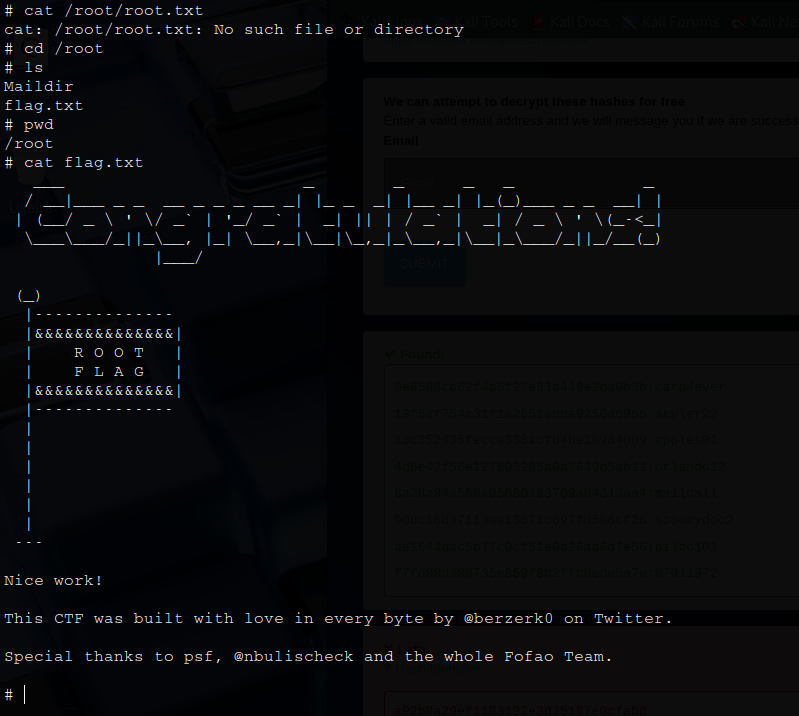 # cat /root/root.txt
cat: /root/root.txt: No such file or directory
# cd /root
# ls
Maildir
flag.txt
# pwd
/root
# cat flag.txt
Congratulations!
(_)
|--------------
|&&&&&&&&&&&&&&|
| R O O T |
| F L A G |
|&&&&&&&&&&&&&&|
|--------------
|
|
|
|
|
|
---
Nice work!
This CTF was built with love in every byte by @berzerk0 on Twitter.
Special thanks to psf, @nbulischeck and the whole Fofao Team.
#
Kali Tools Kali Docs Kali Forums
We can attempt to decrypt these hashes for free
Enter a valid email address and we will message you if we are
Email
SUBMIT
Found: